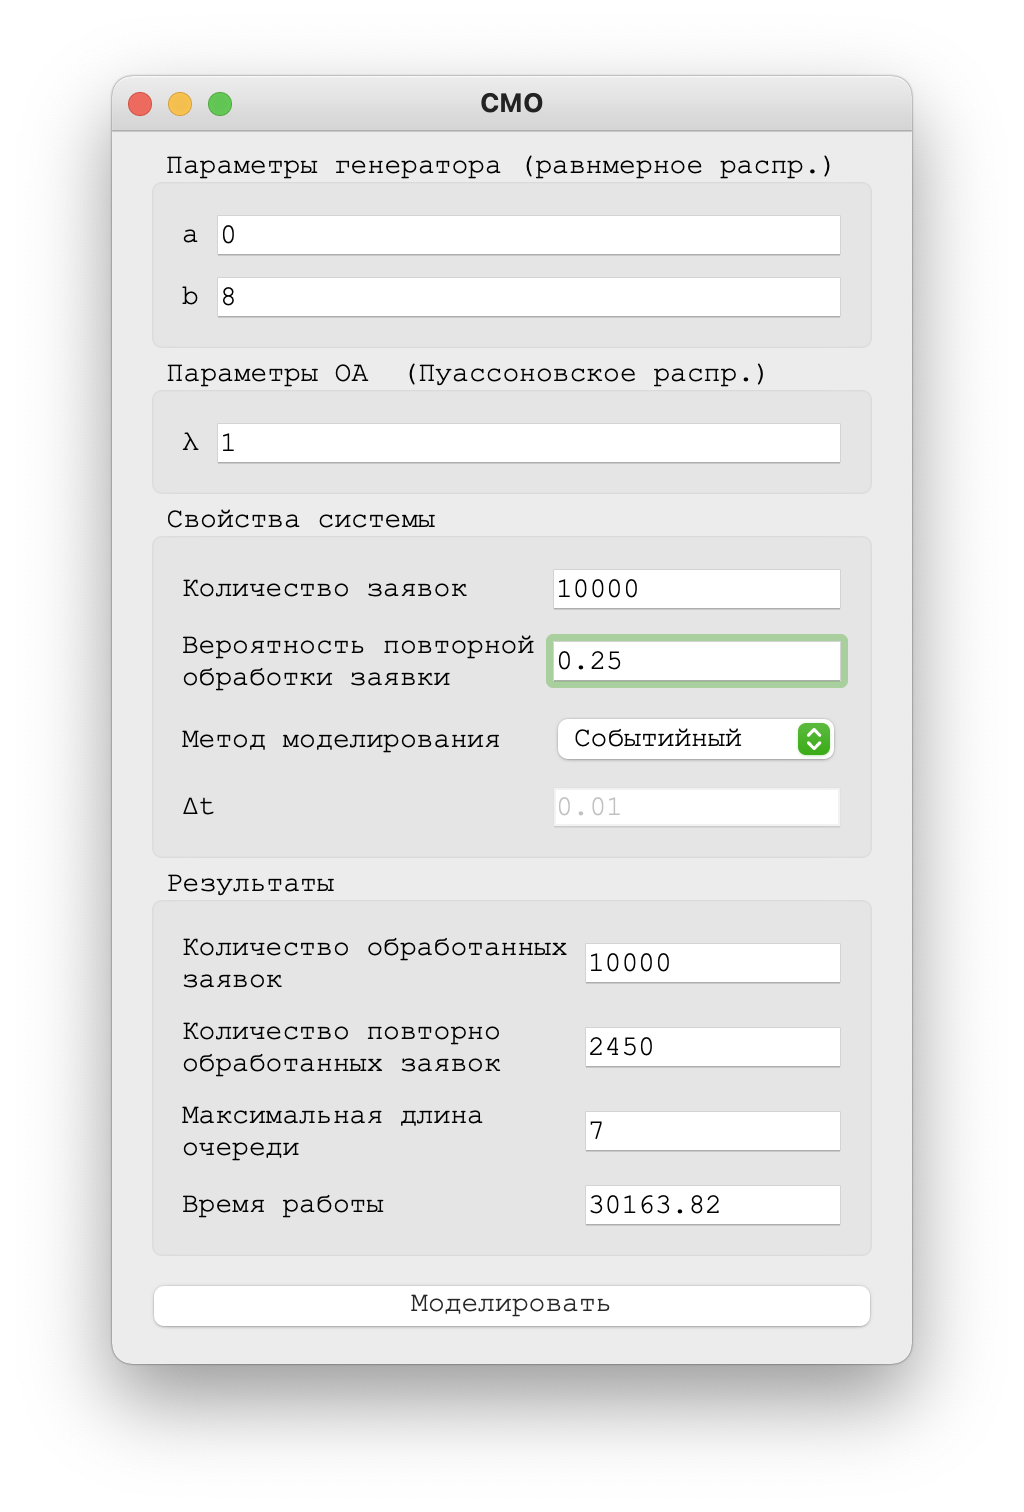 СМО
Параметры генератора (равнмерное распр.)
a 0
b 8
Параметры ОА (Пуассоновское распр.)
λ 1
Свойства системы
Количество заявок 10000
Вероятность повторной
обработки заявки 0.25
Метод моделирования Событийный
Δt 0.01
Результаты
Количество обработанных
заявок 10000
Количество повторно
обработанных заявок 2450
Максимальная длина
очереди 7
Время работы 30163.82
Моделировать